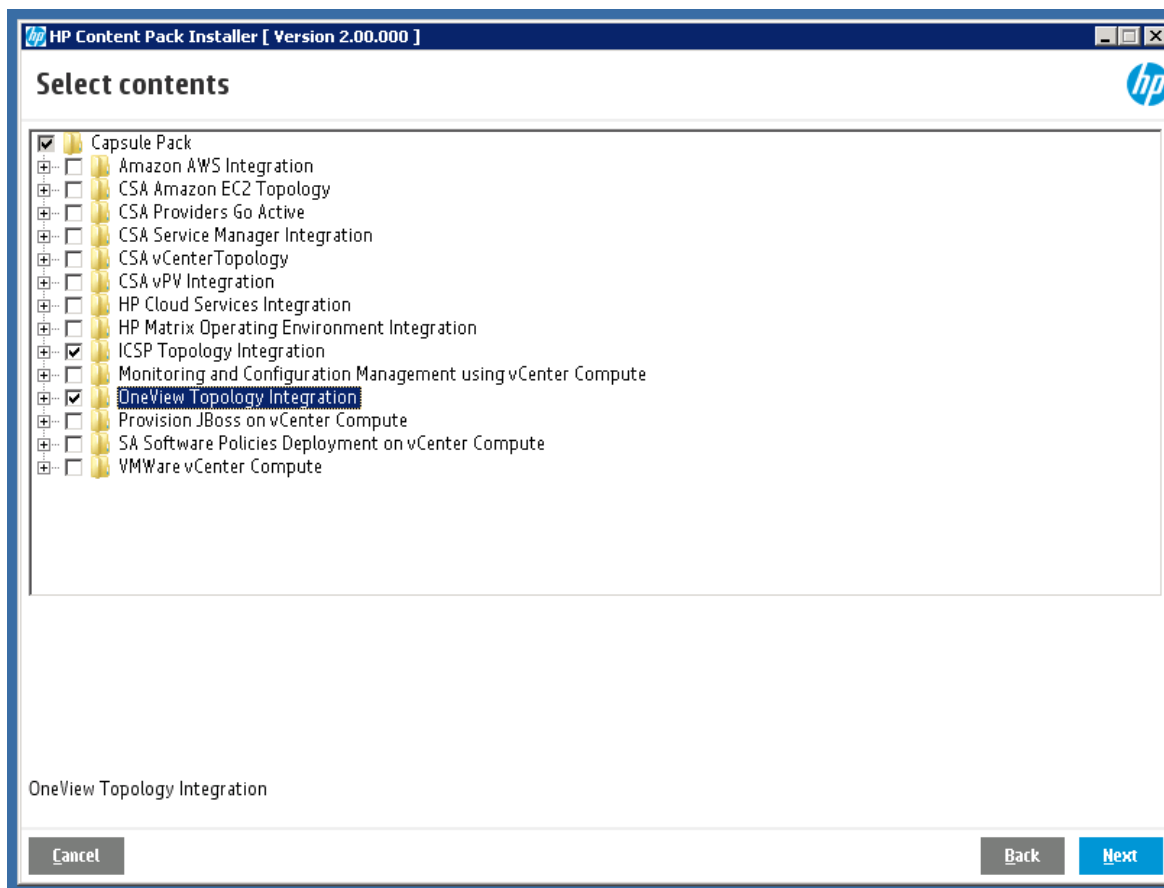 HP Content Pack Installer [ Version 2.00.000 ]
Select contents
hp
Capsule Pack
Amazon AWS Integration
CSA Amazon EC2 Topology
CSA Providers Go Active
CSA Service Manager Integration
CSA vCenterTopology
CSA vPV Integration
HP Cloud Services Integration
HP Matrix Operating Environment Integration
ICSP Topology Integration
Monitoring and Configuration Management using vCenter Compute
OneView Topology Integration
Provision JBoss on vCenter Compute
SA Software Policies Deployment on vCenter Compute
VMWare vCenter Compute
OneView Topology Integration
Cancel
Back
Next